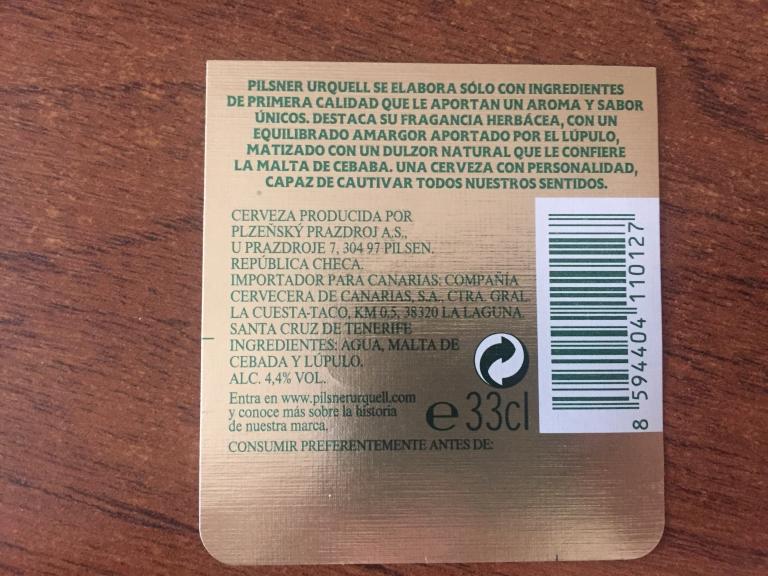 PILSNER URQUELL SE ELABORA SÓLO CON INGREDIENTES
DE PRIMERA CALIDAD QUE LE APORTAN UN AROMA Y SABOR
ÚNICOS. DESTACA SU FRAGANCIA HERBÁCEA, CON UN
EQUILIBRADO AMARGOR APORTADO POR EL LÚPULO,
MATIZADO CON UN DULZOR NATURAL QUE LE CONFIERE
LA MALTA DE CEBABA. UNA CERVEZA CON PERSONALIDAD,
CAPAZ DE CAUTIVAR TODOS NUESTROS SENTIDOS.
CERVEZA PRODUCIDA POR
PLZEŇSKÝ PRAZDROJ A.S.,
U PRAZDROJE 7, 304 97 PILSEN.
REPÚBLICA CHECA.
IMPORTADOR PARA CANARIAS: COMPAÑÍA
CERVECERA DE CANARIAS, S.A., CTRA. GRAL.
LA CUESTA-TACO, KM 0.5, 38320 LA LAGUNA.
SANTA CRUZ DE TENERIFE
INGREDIENTES: AGUA, MALTA DE
CEBADA Y LÚPULO.
ALC. 4,4% VOL.
Entra en www.pilsnerurquell.com
y conoce más sobre la historia
de nuestra marca.
e 33cl
CONSUMIR PREFERENTEMENTE ANTES DE:
8 594404 110127